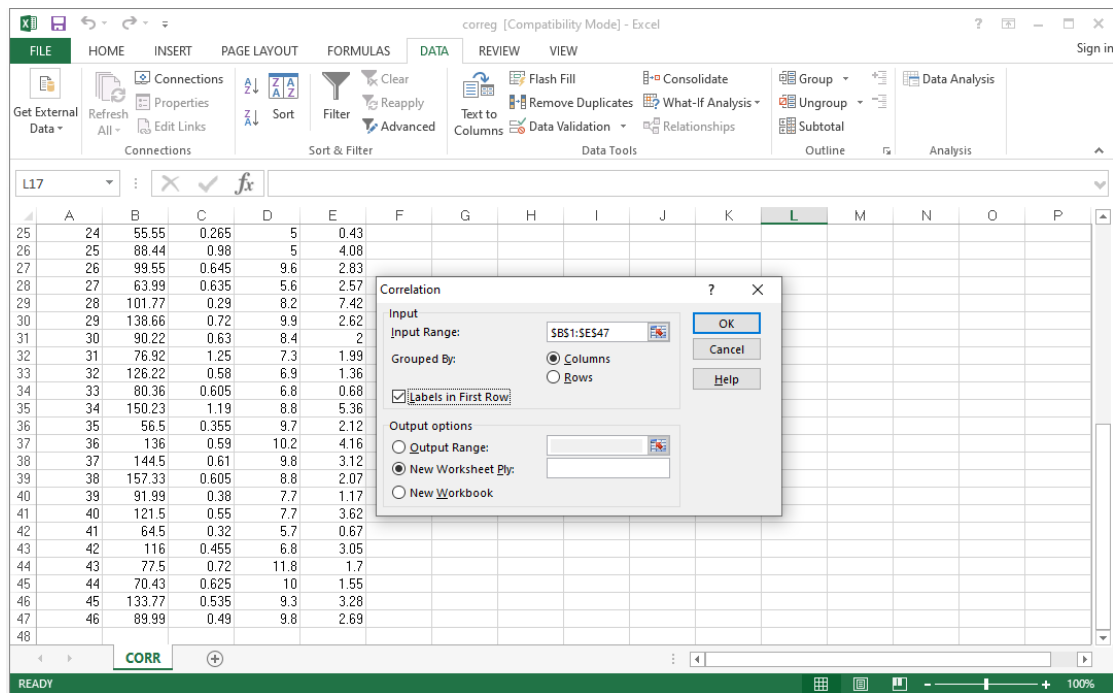 correg [Compatibility Mode] - Excel
FILE HOME INSERT PAGE LAYOUT FORMULAS DATA REVIEW VIEW Sign in
Get External Data
Refresh All
Connections
Properties
Edit Links
Connections
Sort
Filter
Clear
Reapply
Advanced
Sort & Filter
Text to Columns
Flash Fill
Remove Duplicates
Data Validation
Consolidate
What-If Analysis
Relationships
Data Tools
Group
Ungroup
Subtotal
Outline
Data Analysis
Analysis
L17 fx
A B C D E F G H I J K L M N O P
25 24 55.55 0.265 5 0.43
26 25 88.44 0.98 5 4.08
27 26 99.55 0.645 9.6 2.83
28 27 63.99 0.635 5.6 2.57
29 28 101.77 0.29 8.2 7.42
30 29 138.66 0.72 9.9 2.62
31 30 90.22 0.63 8.4 2
32 31 76.92 1.25 7.3 1.99
33 32 126.22 0.58 6.9 1.36
34 33 80.36 0.605 6.8 0.68
35 34 150.23 1.19 8.8 5.36
36 35 56.5 0.355 9.7 2.12
37 36 136 0.59 10.2 4.16
38 37 144.5 0.61 9.8 3.12
39 38 157.33 0.605 8.8 2.07
40 39 91.99 0.38 7.7 1.17
41 40 121.5 0.55 7.7 3.62
42 41 64.5 0.32 5.7 0.67
43 42 116 0.455 6.8 3.05
44 43 77.5 0.72 11.8 1.7
45 44 70.43 0.625 10 1.55
46 45 133.77 0.535 9.3 3.28
47 46 89.99 0.49 9.8 2.69
48
Correlation ?
Input
Input Range: $B$1:$E$47
Grouped By: Columns
Rows
Labels in First Row
OK
Cancel
Help
Output options
Output Range:
New Worksheet Ply:
New Workbook
CORR
READY 100%